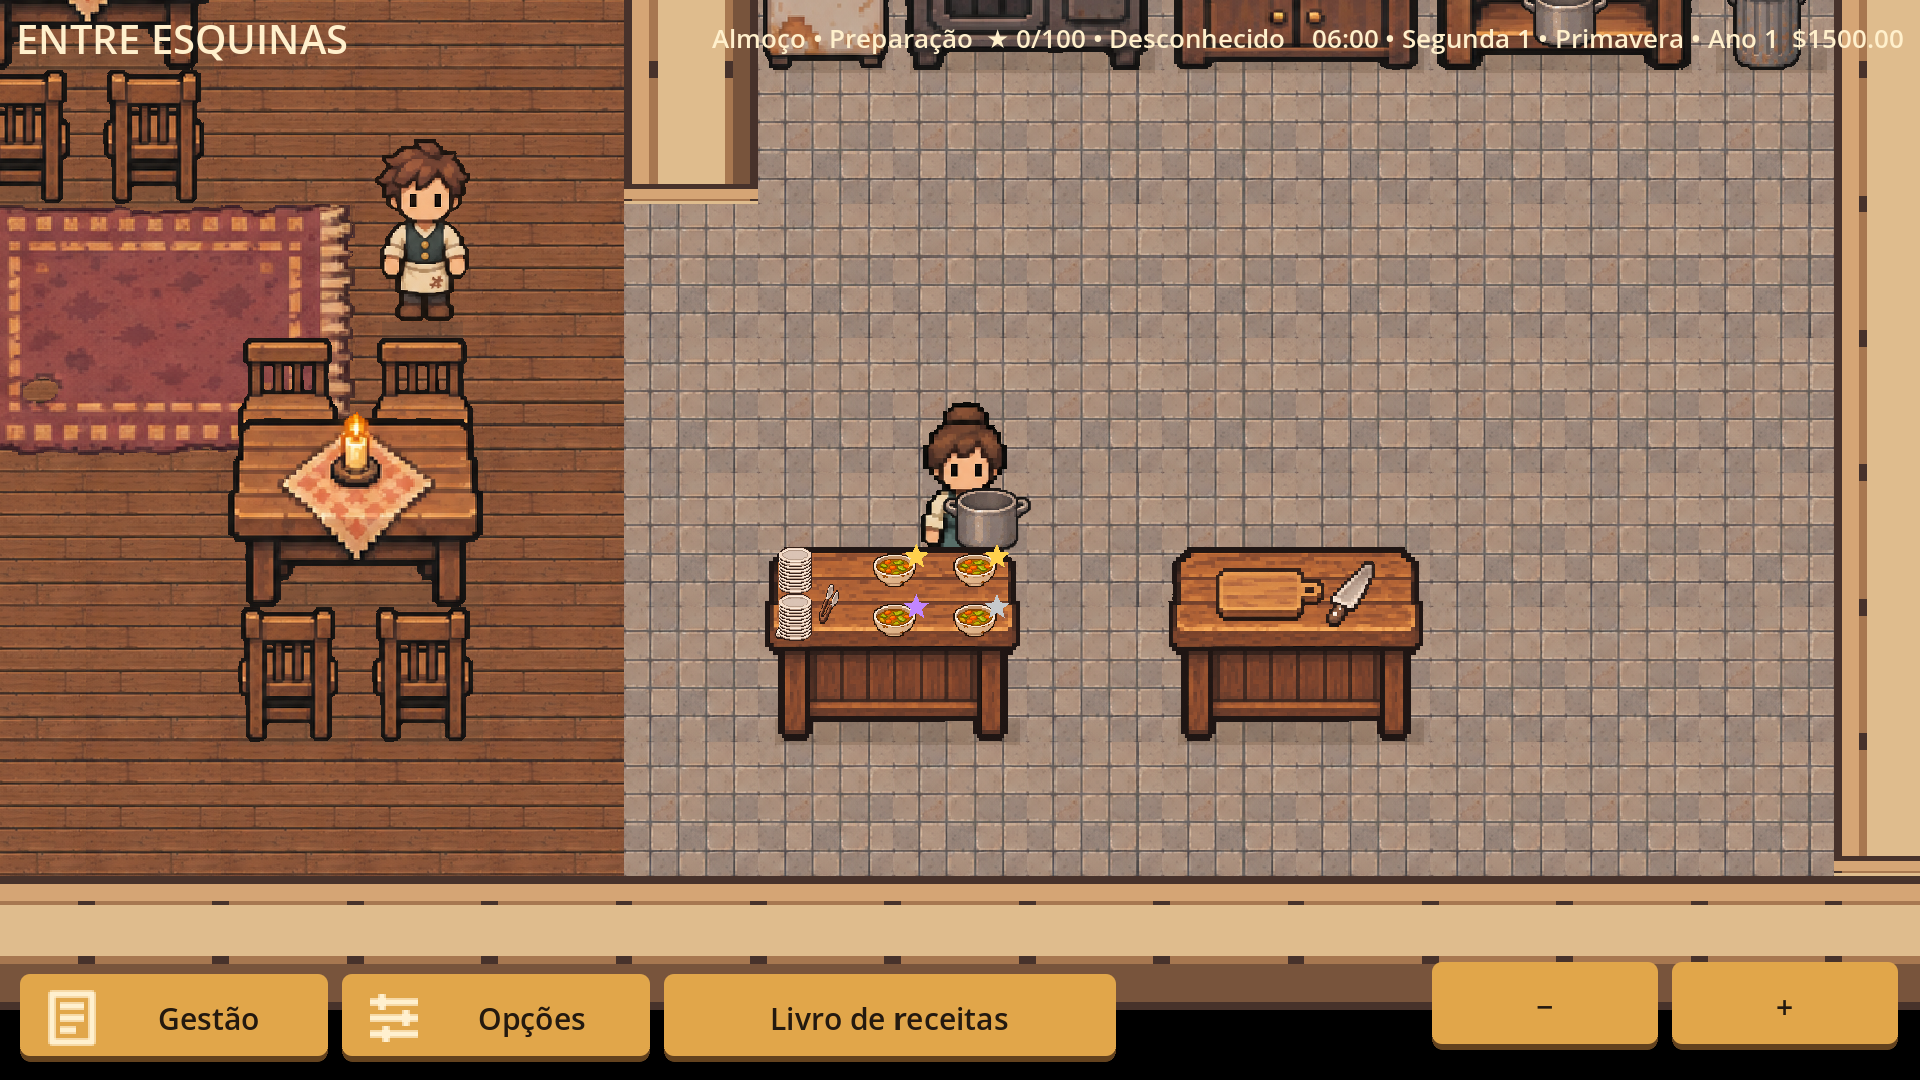 ENTRE ESQUINAS
Almoço • Preparação ★ 0/100 • Desconhecido 06:00 • Segunda 1 • Primavera • Ano 1 $1500.00
Gestão
Opções
Livro de receitas
−
+